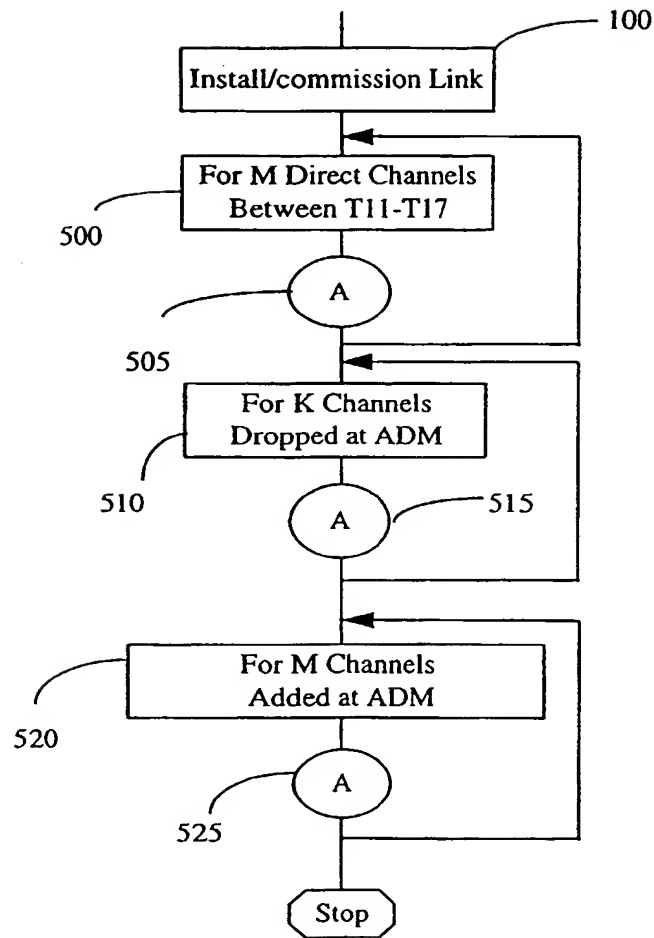 100
Install/commission Link
For M Direct Channels
Between T11-T17
500
A
505
For K Channels
Dropped at ADM
510
A
515
For M Channels
Added at ADM
520
A
525
Stop